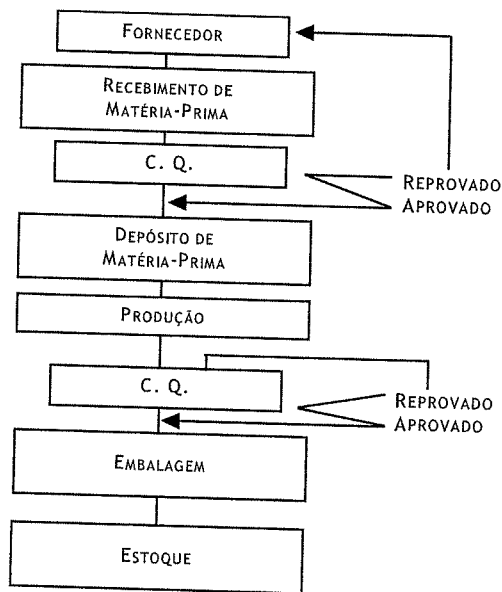 FORNECEDOR
RECEBIMENTO DE
MATÉRIA-PRIMA
C. Q.
REPROVADO
APROVADO
DEPÓSITO DE
MATÉRIA-PRIMA
PRODUÇÃO
C. Q.
REPROVADO
APROVADO
EMBALAGEM
ESTOQUE